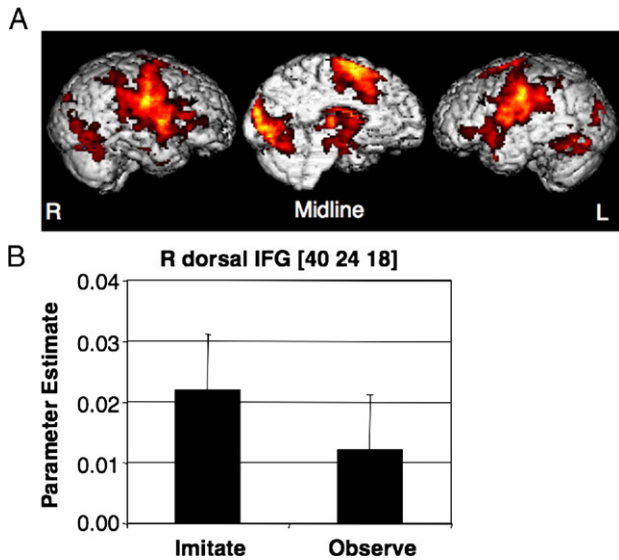 A
R
Midline
L
B
R dorsal IFG [40 24 18]
Parameter Estimate
0.04
0.03
0.02
0.01
0.00
Imitate
Observe